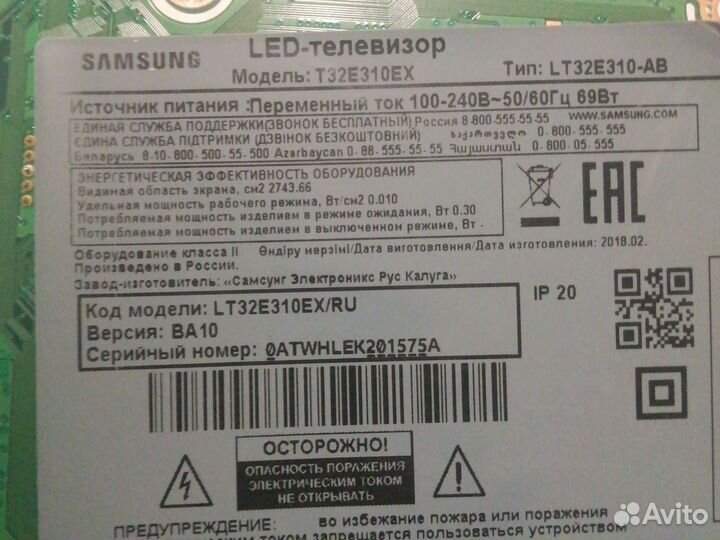 SAMSUNG
LED-телевизор
Модель: T32E310EX
Тип: LT32E310-AB
Источник питания :Переменный ток 100-240В~50/60Гц 69Вт
ЕДИНАЯ СЛУЖБА ПОДДЕРЖКИ(ЗВОНОК БЕСПЛАТНЫЙ) Россия 8-800-555-55-55 WWW.SAMSUNG.COM
ЄДИНА СЛУЖБА ПІДТРИМКИ (ДЗВІНОК БЕЗКОШТОВНИЙ) საქართველო 0-800-555-555
Беларусь 8-10-800-500-55-500 Azərbaycan 0-88-555-55-55 Հայաստան 0-800-05-555
ЭНЕРГЕТИЧЕСКАЯ ЭФФЕКТИВНОСТЬ ОБОРУДОВАНИЯ
Видимая область экрана, см2 2743.66
Удельная мощность рабочего режима, Вт/см2 0.010
Потребляемая мощность изделием в режиме ожидания, Вт 0.30
Потребляемая мощность изделием в выключенном режиме, Вт -
EAC
Оборудование класса II
Өндіру мерзімі/Дата виготовлення/Дата изготовления: 2018.02.
Произведено в России.
Завод-изготовитель: «Самсунг Электроникс Рус Калуга»
Код модели: LT32E310EX/RU
Версия: BA10
Серийный номер: 0ATWHLEK201575A
IP 20
ОСТОРОЖНО!
ОПАСНОСТЬ ПОРАЖЕНИЯ
ЭЛЕКТРИЧЕСКИМ ТОКОМ
НЕ ОТКРЫВАТЬ
ПРЕДУПРЕЖДЕНИЕ: во избежание пожара или поражения
током запрещается пользоваться устройством
Avito